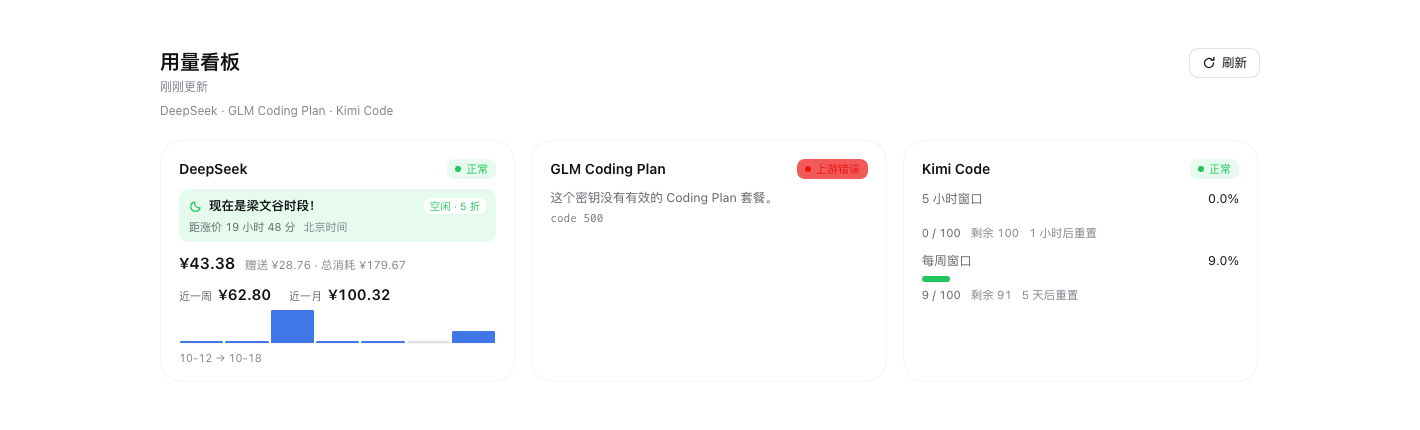 用量看板
刚刚更新
DeepSeek · GLM Coding Plan · Kimi Code
刷新
DeepSeek
正常
现在是梁文谷时段！
空闲 · 5 折
距涨价 19 小时 48 分 北京时间
¥43.38 赠送 ¥28.76 · 总消耗 ¥179.67
近一周 ¥62.80 近一月 ¥100.32
10-12 → 10-18
GLM Coding Plan
上游错误
这个密钥没有有效的 Coding Plan 套餐。
code 500
Kimi Code
正常
5 小时窗口 0.0%
0 / 100 剩余 100 1 小时后重置
每周窗口 9.0%
9 / 100 剩余 91 5 天后重置